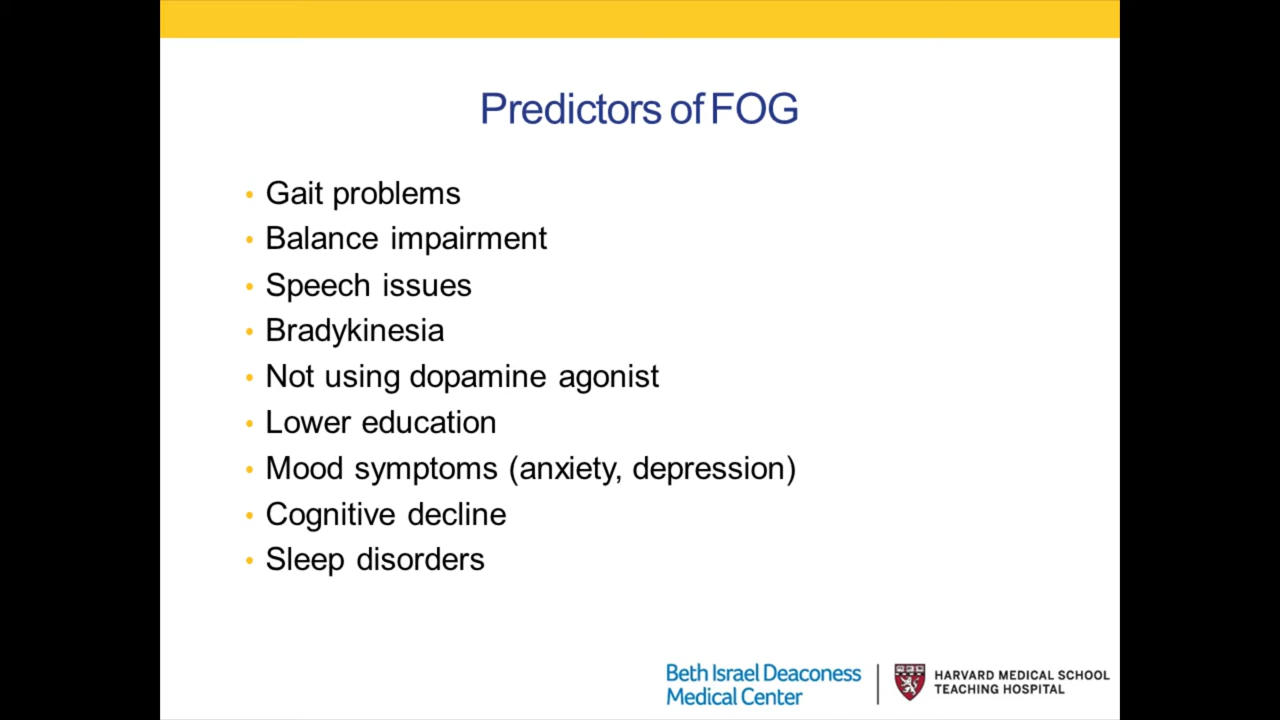 Predictors of FOG
• Gait problems
• Balance impairment
• Speech issues
• Bradykinesia
• Not using dopamine agonist
• Lower education
• Mood symptoms (anxiety, depression)
• Cognitive decline
• Sleep disorders
Beth Israel Deaconess
Medical Center
HARVARD MEDICAL SCHOOL
TEACHING HOSPITAL